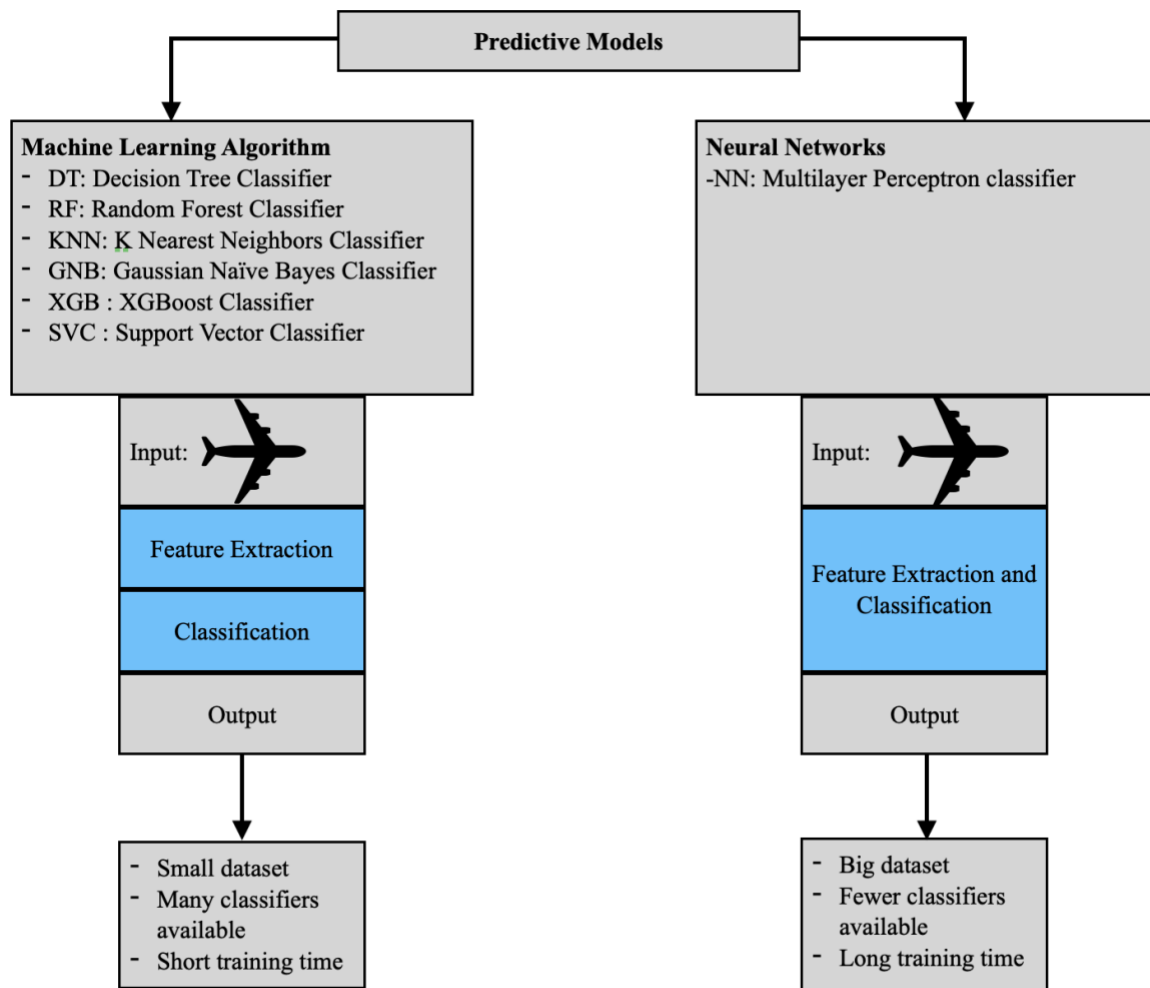 Predictive Models
Machine Learning Algorithm
- DT: Decision Tree Classifier
- RF: Random Forest Classifier
- KNN: K Nearest Neighbors Classifier
- GNB: Gaussian Naïve Bayes Classifier
- XGB : XGBoost Classifier
- SVC : Support Vector Classifier
Input:
Feature Extraction
Classification
Output
- Small dataset
- Many classifiers
available
- Short training time
Neural Networks
-NN: Multilayer Perceptron classifier
Input:
Feature Extraction and
Classification
Output
- Big dataset
- Fewer classifiers
available
- Long training time